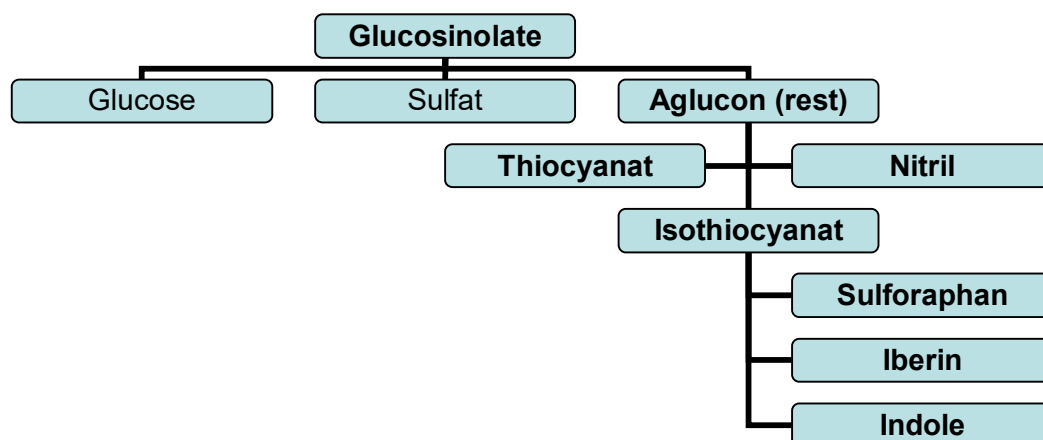 Glucosinolate
Glucose
Sulfat
Aglucon (rest)
Thiocyanat
Nitril
Isothiocyanat
Sulforaphan
Iberin
Indole